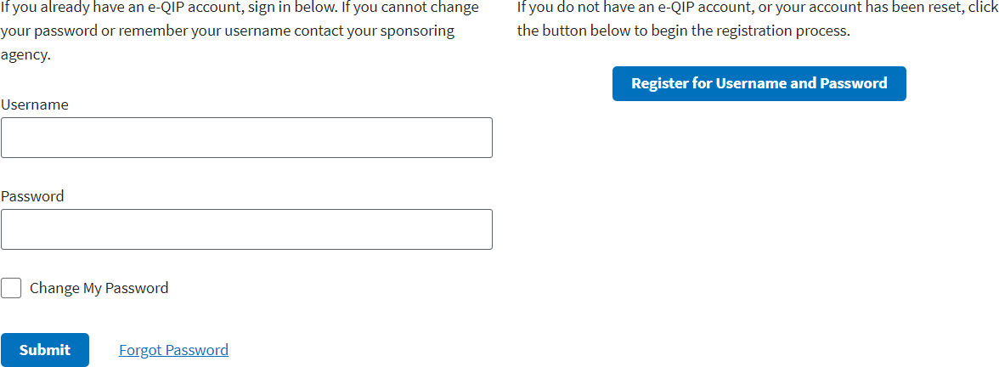 If you already have an e-QIP account, sign in below. If you cannot change
your password or remember your username contact your sponsoring
agency.
Username
Password
Change My Password
Submit
Forgot Password
If you do not have an e-QIP account, or your account has been reset, click
the button below to begin the registration process.
Register for Username and Password